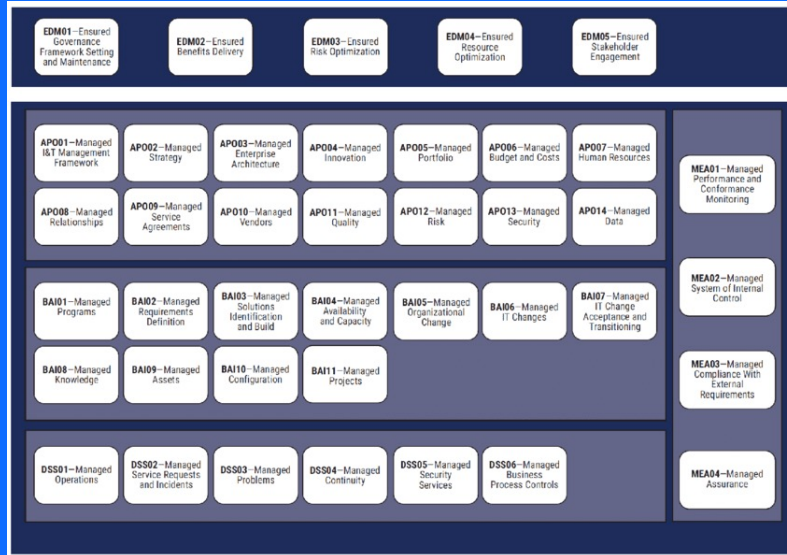 EDM01—Ensured
Governance
Framework Setting
and Maintenance
EDM02—Ensured
Benefits Delivery
EDM03—Ensured
Risk Optimization
EDM04—Ensured
Resource
Optimization
EDM05—Ensured
Stakeholder
Engagement
APO01—Managed
I&T Management
Framework
APO02—Managed
Strategy
APO03—Managed
Enterprise
Architecture
APO04—Managed
Innovation
APO05—Managed
Portfolio
APO06—Managed
Budget and Costs
APO07—Managed
Human Resources
APO08—Managed
Relationships
APO09—Managed
Service
Agreements
APO10—Managed
Vendors
APO11—Managed
Quality
APO12—Managed
Risk
APO13—Managed
Security
APO14—Managed
Data
BAI01—Managed
Programs
BAI02—Managed
Requirements
Definition
BAI03—Managed
Solutions
Identification
and Build
BAI04—Managed
Availability
and Capacity
BAI05—Managed
Organizational
Change
BAI06—Managed
IT Changes
BAI07—Managed
IT Change
Acceptance and
Transitioning
BAI08—Managed
Knowledge
BAI09—Managed
Assets
BAI10—Managed
Configuration
BAI11—Managed
Projects
DSS01—Managed
Operations
DSS02—Managed
Service Requests
and Incidents
DSS03—Managed
Problems
DSS04—Managed
Continuity
DSS05—Managed
Security
Services
DSS06—Managed
Business
Process Controls
MEA01—Managed
Performance and
Conformance
Monitoring
MEA02—Managed
System of Internal
Control
MEA03—Managed
Compliance With
External
Requirements
MEA04—Managed
Assurance